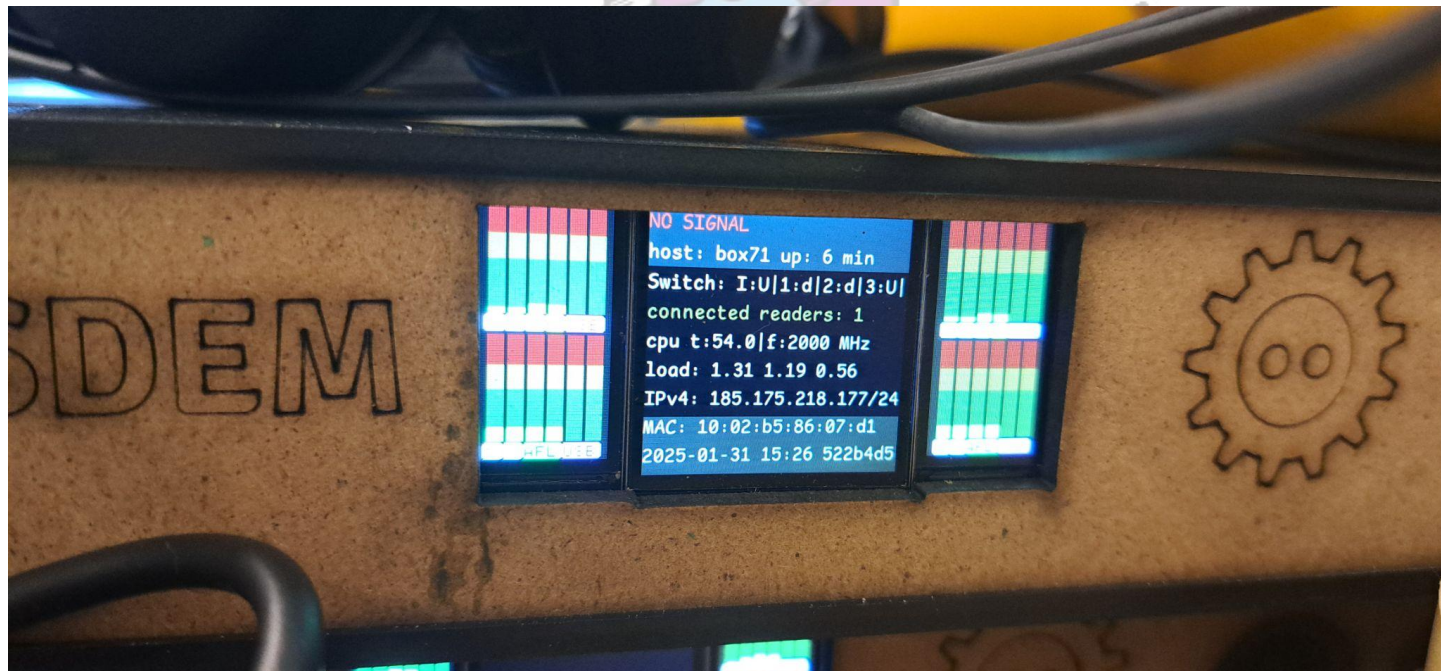 SDEM
NO SIGNAL
host: box71 up: 6 min
Switch: I:U|1:d|2:d|3:U|
connected readers: 1
cpu t:54.0|f:2000 MHz
load: 1.31 1.19 0.56
IPv4: 185.175.218.177/24
MAC: 10:02:b5:86:07:d1
2025-01-31 15:26 522b4d5